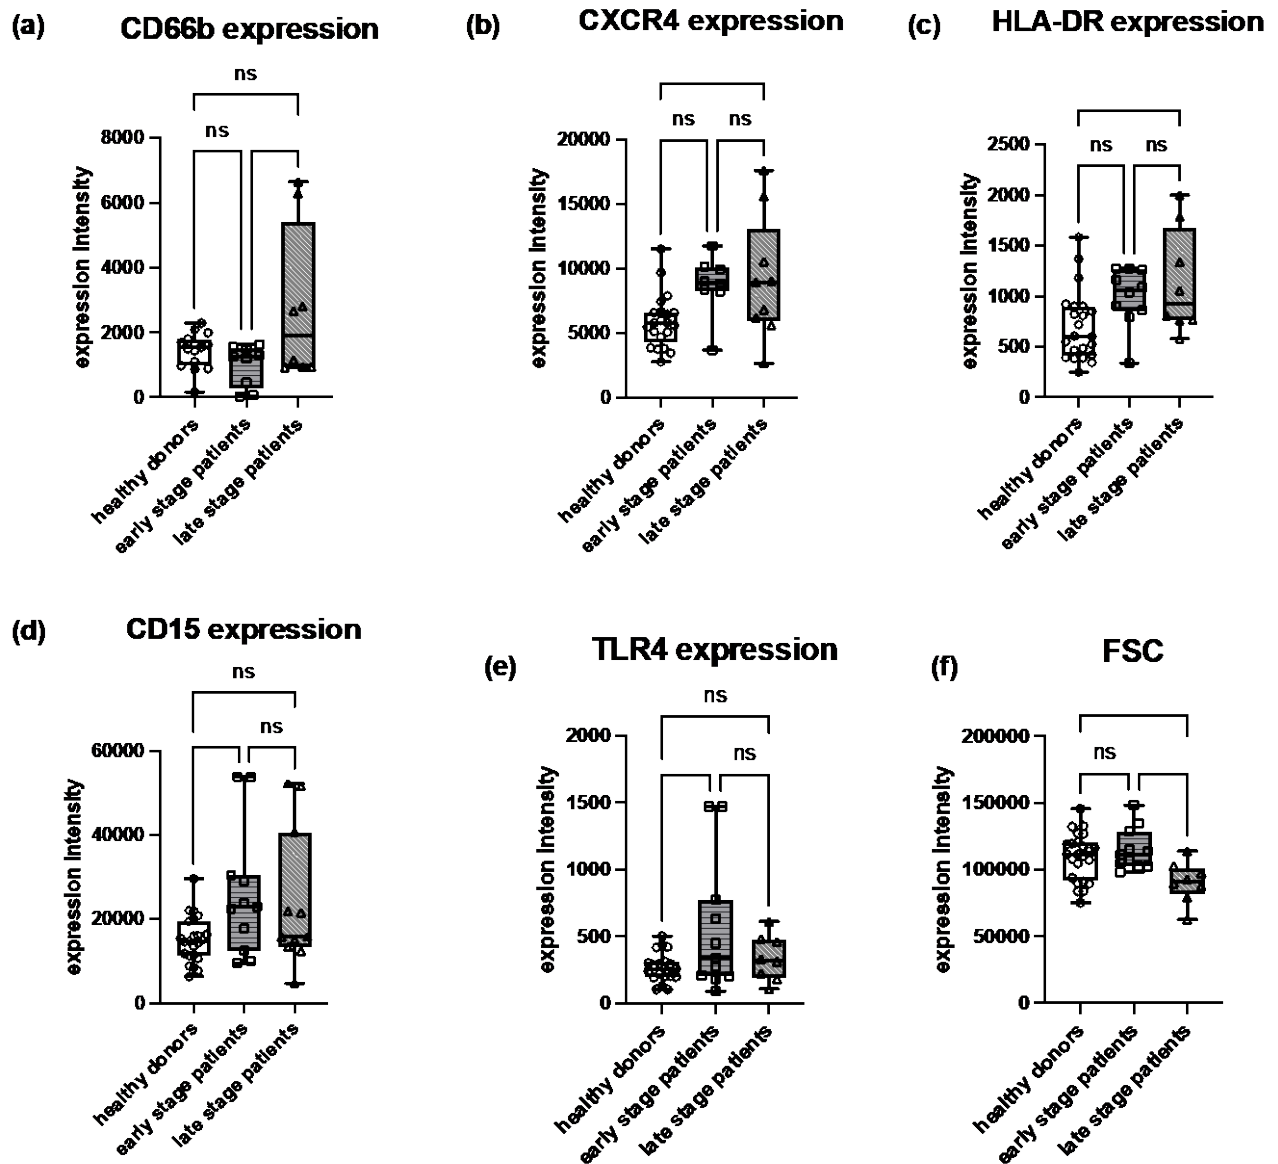 (a)
CD66b expression
ns
ns
8000
6000
4000
2000
0
expression Intensity
healthy donors
early stage patients
late stage patients
(b)
CXCR4 expression
ns
ns
20000
15000
10000
5000
0
expression Intensity
healthy donors
early stage patients
late stage patients
(c)
HLA-DR expression
ns
ns
2500
2000
1500
1000
500
0
expression Intensity
healthy donors
early stage patients
late stage patients
(d)
CD15 expression
ns
ns
60000
40000
20000
0
expression Intensity
healthy donors
early stage patients
late stage patients
(e)
TLR4 expression
ns
ns
2000
1500
1000
500
0
expression Intensity
healthy donors
early stage patients
late stage patients
(f)
FSC
ns
200000
150000
100000
50000
0
expression Intensity
healthy donors
early stage patients
late stage patients